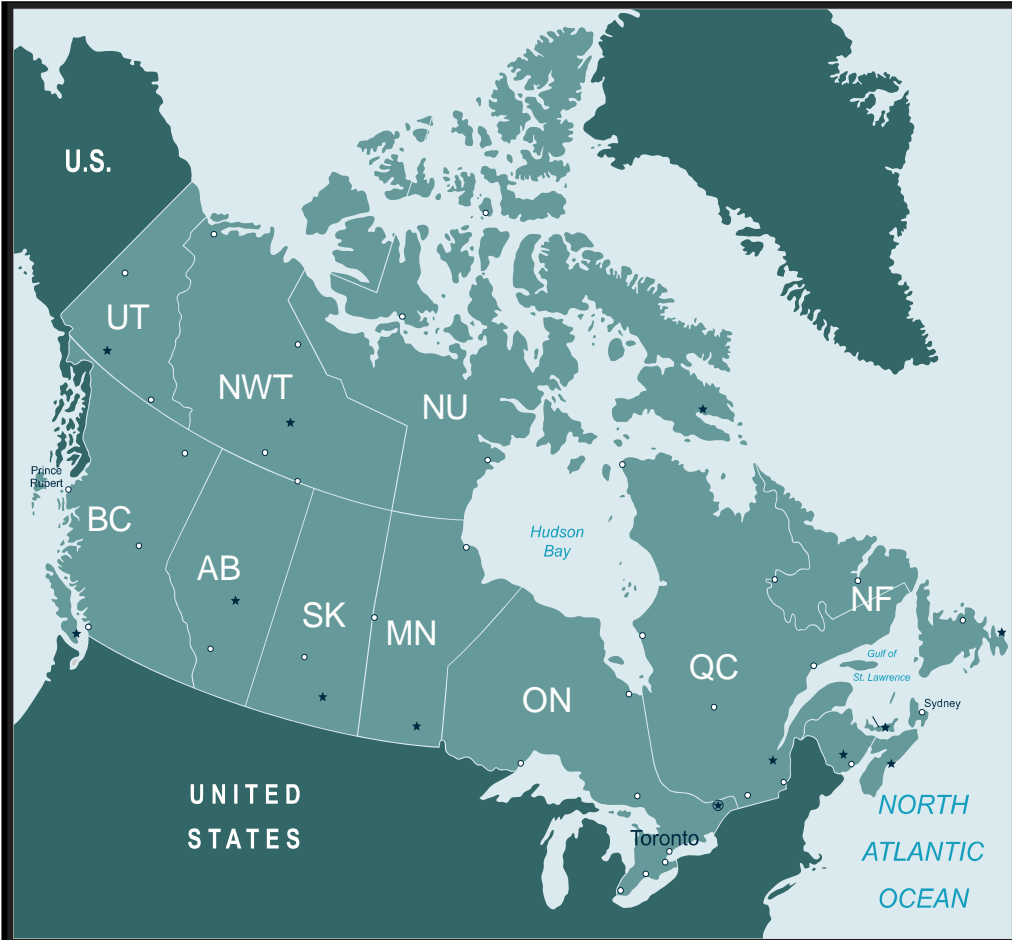 U.S.
UT
NWT
NU
Prince
Rupert
BC
Hudson
Bay
AB
SK
MN
NF
Gulf of
St. Lawrence
QC
ON
Sydney
UNITED
STATES
Toronto
NORTH
ATLANTIC
OCEAN